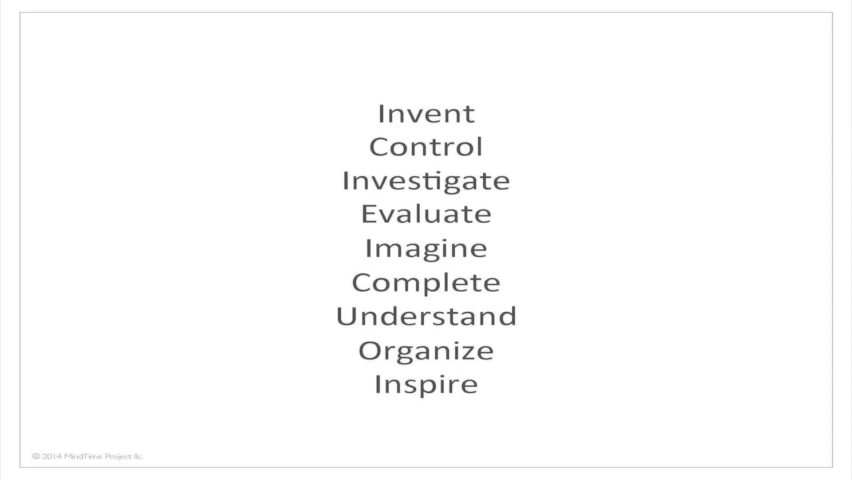 Invent
Control
Investigate
Evaluate
Imagine
Complete
Understand
Organize
Inspire
© 2014 MindTime Project llc.